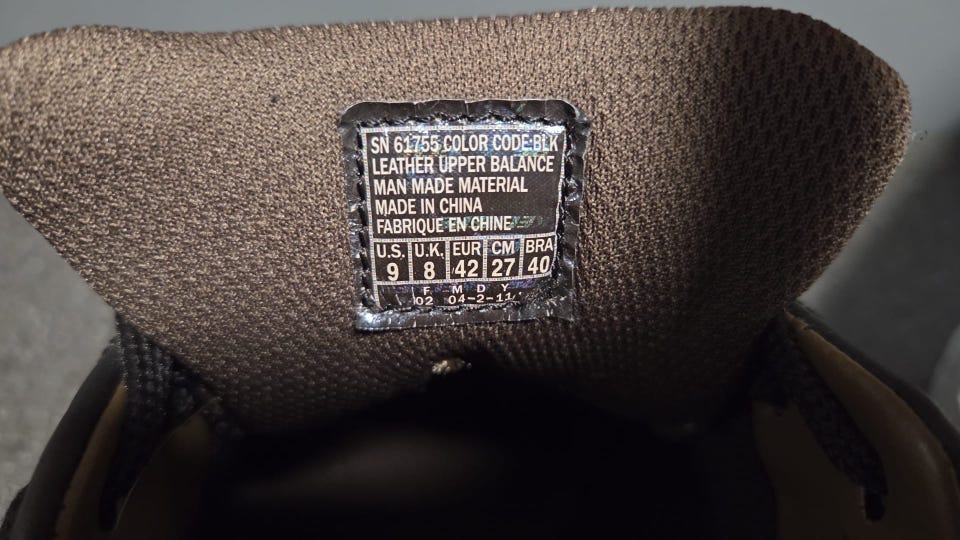 SN 61755 COLOR CODE:BLK
LEATHER UPPER BALANCE
MAN MADE MATERIAL
MADE IN CHINA
FABRIQUE EN CHINE
U.S. U.K. EUR CM BRA
9 8 42 27 40
F M D Y
02 04-2-11